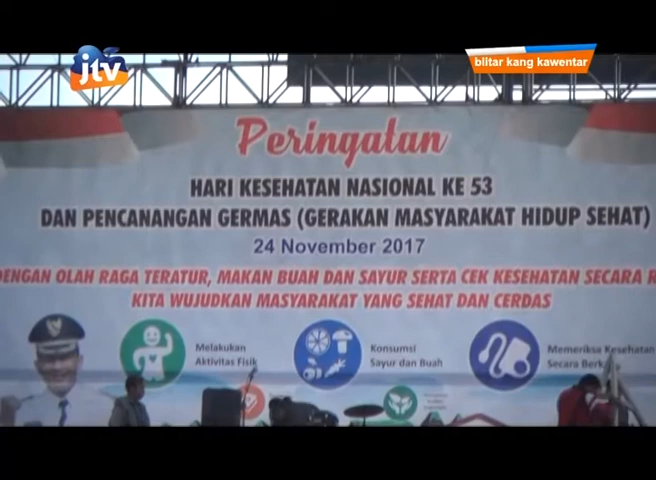 jtv
blitar kang kawentar
Peringatan
HARI KESEHATAN NASIONAL KE 53
DAN PENCANANGAN GERMAS (GERAKAN MASYARAKAT HIDUP SEHAT)
24 November 2017
DENGAN OLAH RAGA TERATUR, MAKAN BUAH DAN SAYUR SERTA CEK KESEHATAN SECARA
KITA WUJUDKAN MASYARAKAT YANG SEHAT DAN CERDAS
Melakukan
Aktivitas Fisik
Konsumsi
Sayur dan Buah
Memeriksa Kesehatan
Secara